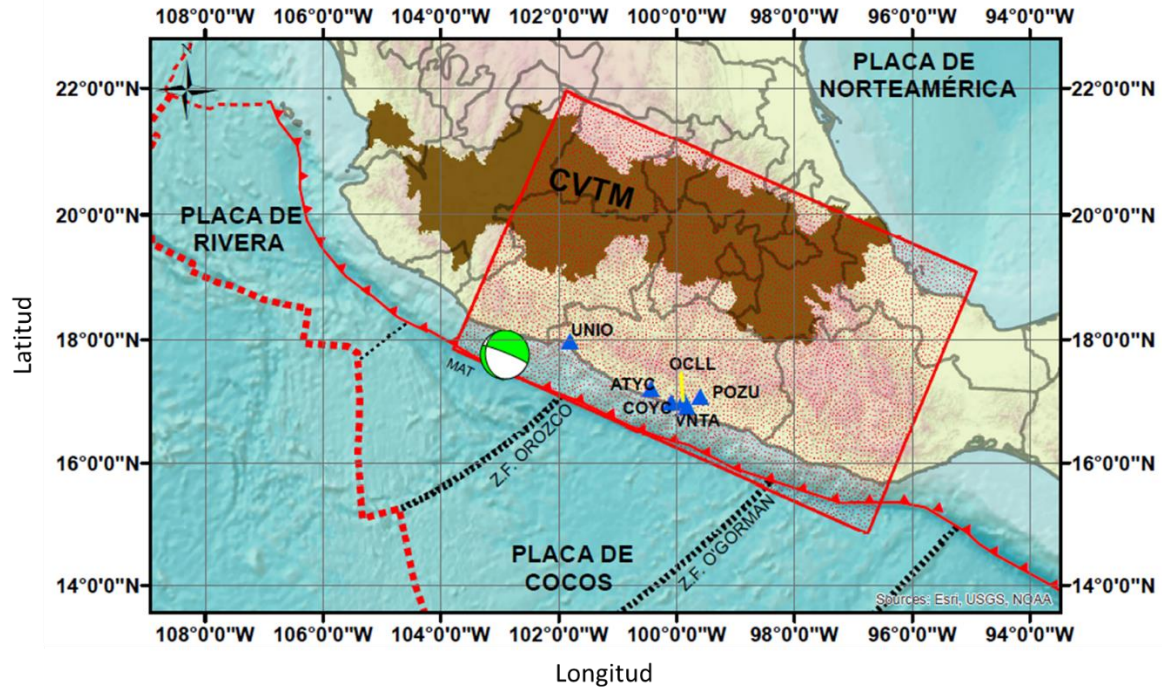 108°0'0"W 106°0'0"W 104°0'0"W 102°0'0"W 100°0'0"W 98°0'0"W 96°0'0"W 94°0'0"W
PLACA DE
NORTEAMÉRICA
22°0'0"N 22°0'0"N
CVTM
20°0'0"N 20°0'0"N
PLACA DE
RIVERA
Latitud
18°0'0"N 18°0'0"N
UNIO
MAT
OCLL
ATYC
POZU
COYC
VNTA
Z.F. OROZCO
16°0'0"N 16°0'0"N
Z.F. O'GORMAN
PLACA DE
COCOS
14°0'0"N 14°0'0"N
Sources: Esri, USGS, NOAA
108°0'0"W 106°0'0"W 104°0'0"W 102°0'0"W 100°0'0"W 98°0'0"W 96°0'0"W 94°0'0"W
Longitud